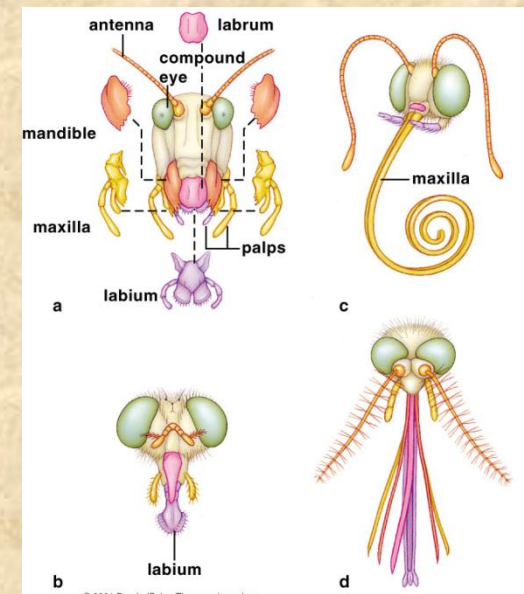 antenna
labrum
compound
eye
mandible
maxilla
palps
labium
a
maxilla
c
labium
b
d